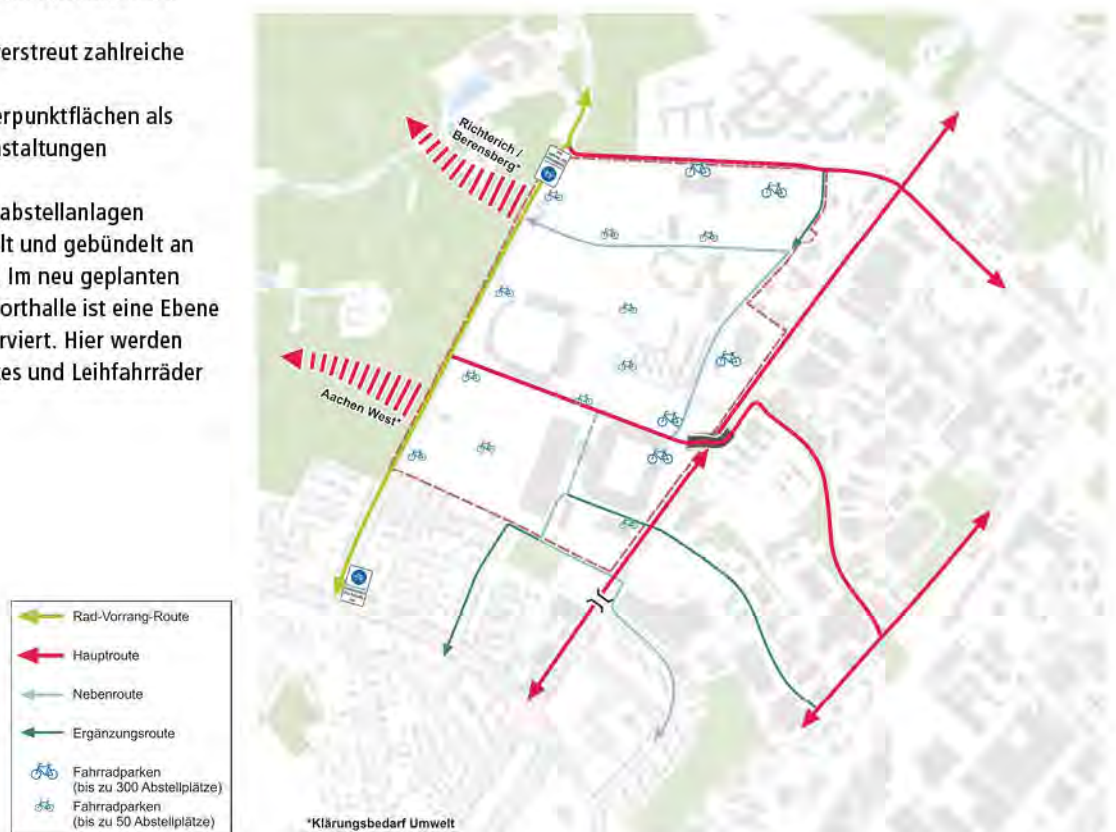 erstreut zahlreiche
erpunktflächen als
nstaltungen
abstellanlagen
lt und gebündelt an
Im neu geplanten
orthalle ist eine Ebene
rviert. Hier werden
kes und Leihfahrräder
Richterich /
Berensberg*
Aachen West*
Rad-Vorrang-Route
Hauptroute
Nebenroute
Ergänzungsroute
Fahrradparken
(bis zu 300 Abstellplätze)
Fahrradparken
(bis zu 50 Abstellplätze)
*Klärungsbedarf Umwelt